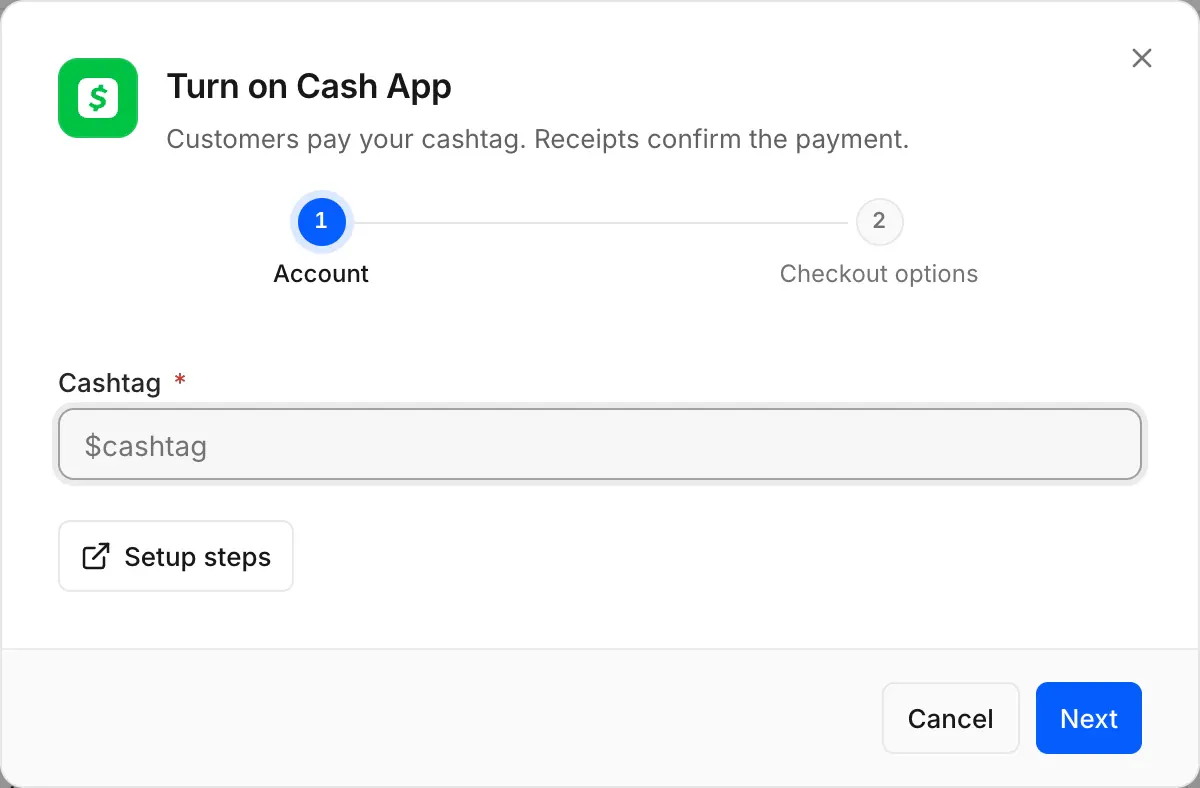 Turn on Cash App
Customers pay your cashtag. Receipts confirm the payment.
1
2
Account
Checkout options
Cashtag *
$cashtag
Setup steps
Cancel
Next